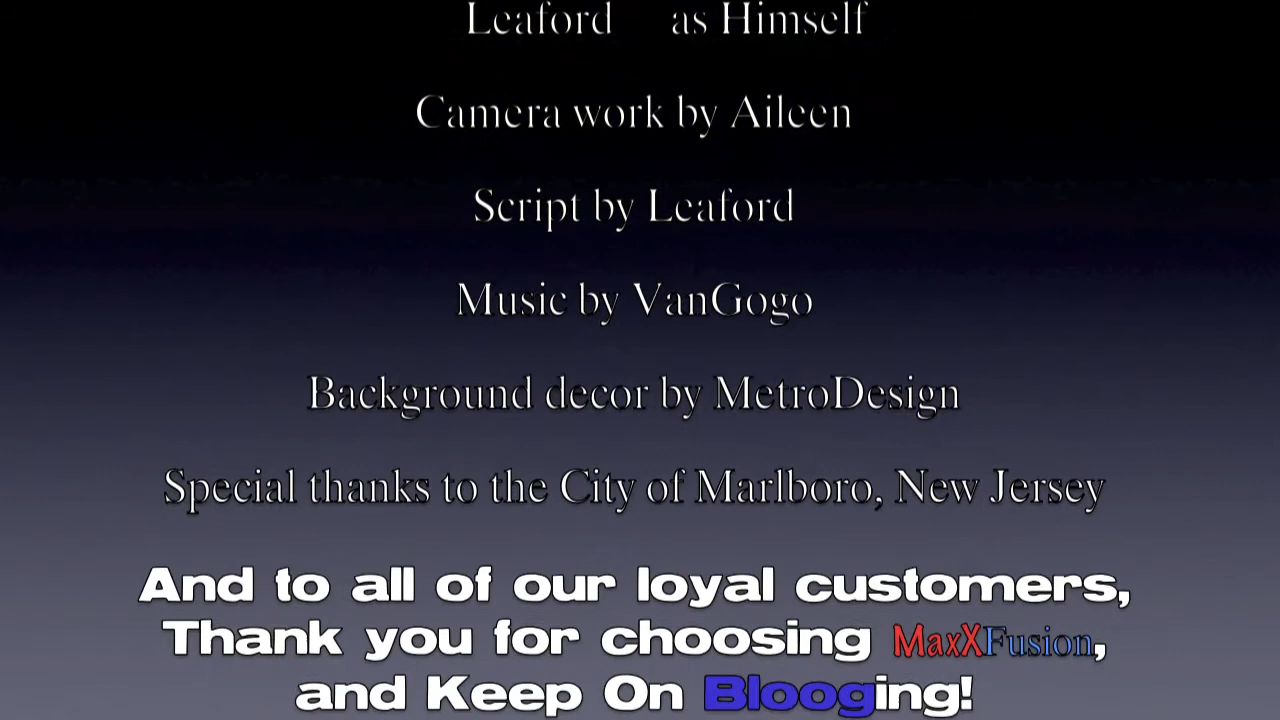 Leaford as Himself
Camera work by Aileen
Script by Leaford
Music by VanGogo
Background decor by MetroDesign
Special thanks to the City of Marlboro, New Jersey
And to all of our loyal customers,
Thank you for choosing MaxXFusion,
and Keep On Blooging!